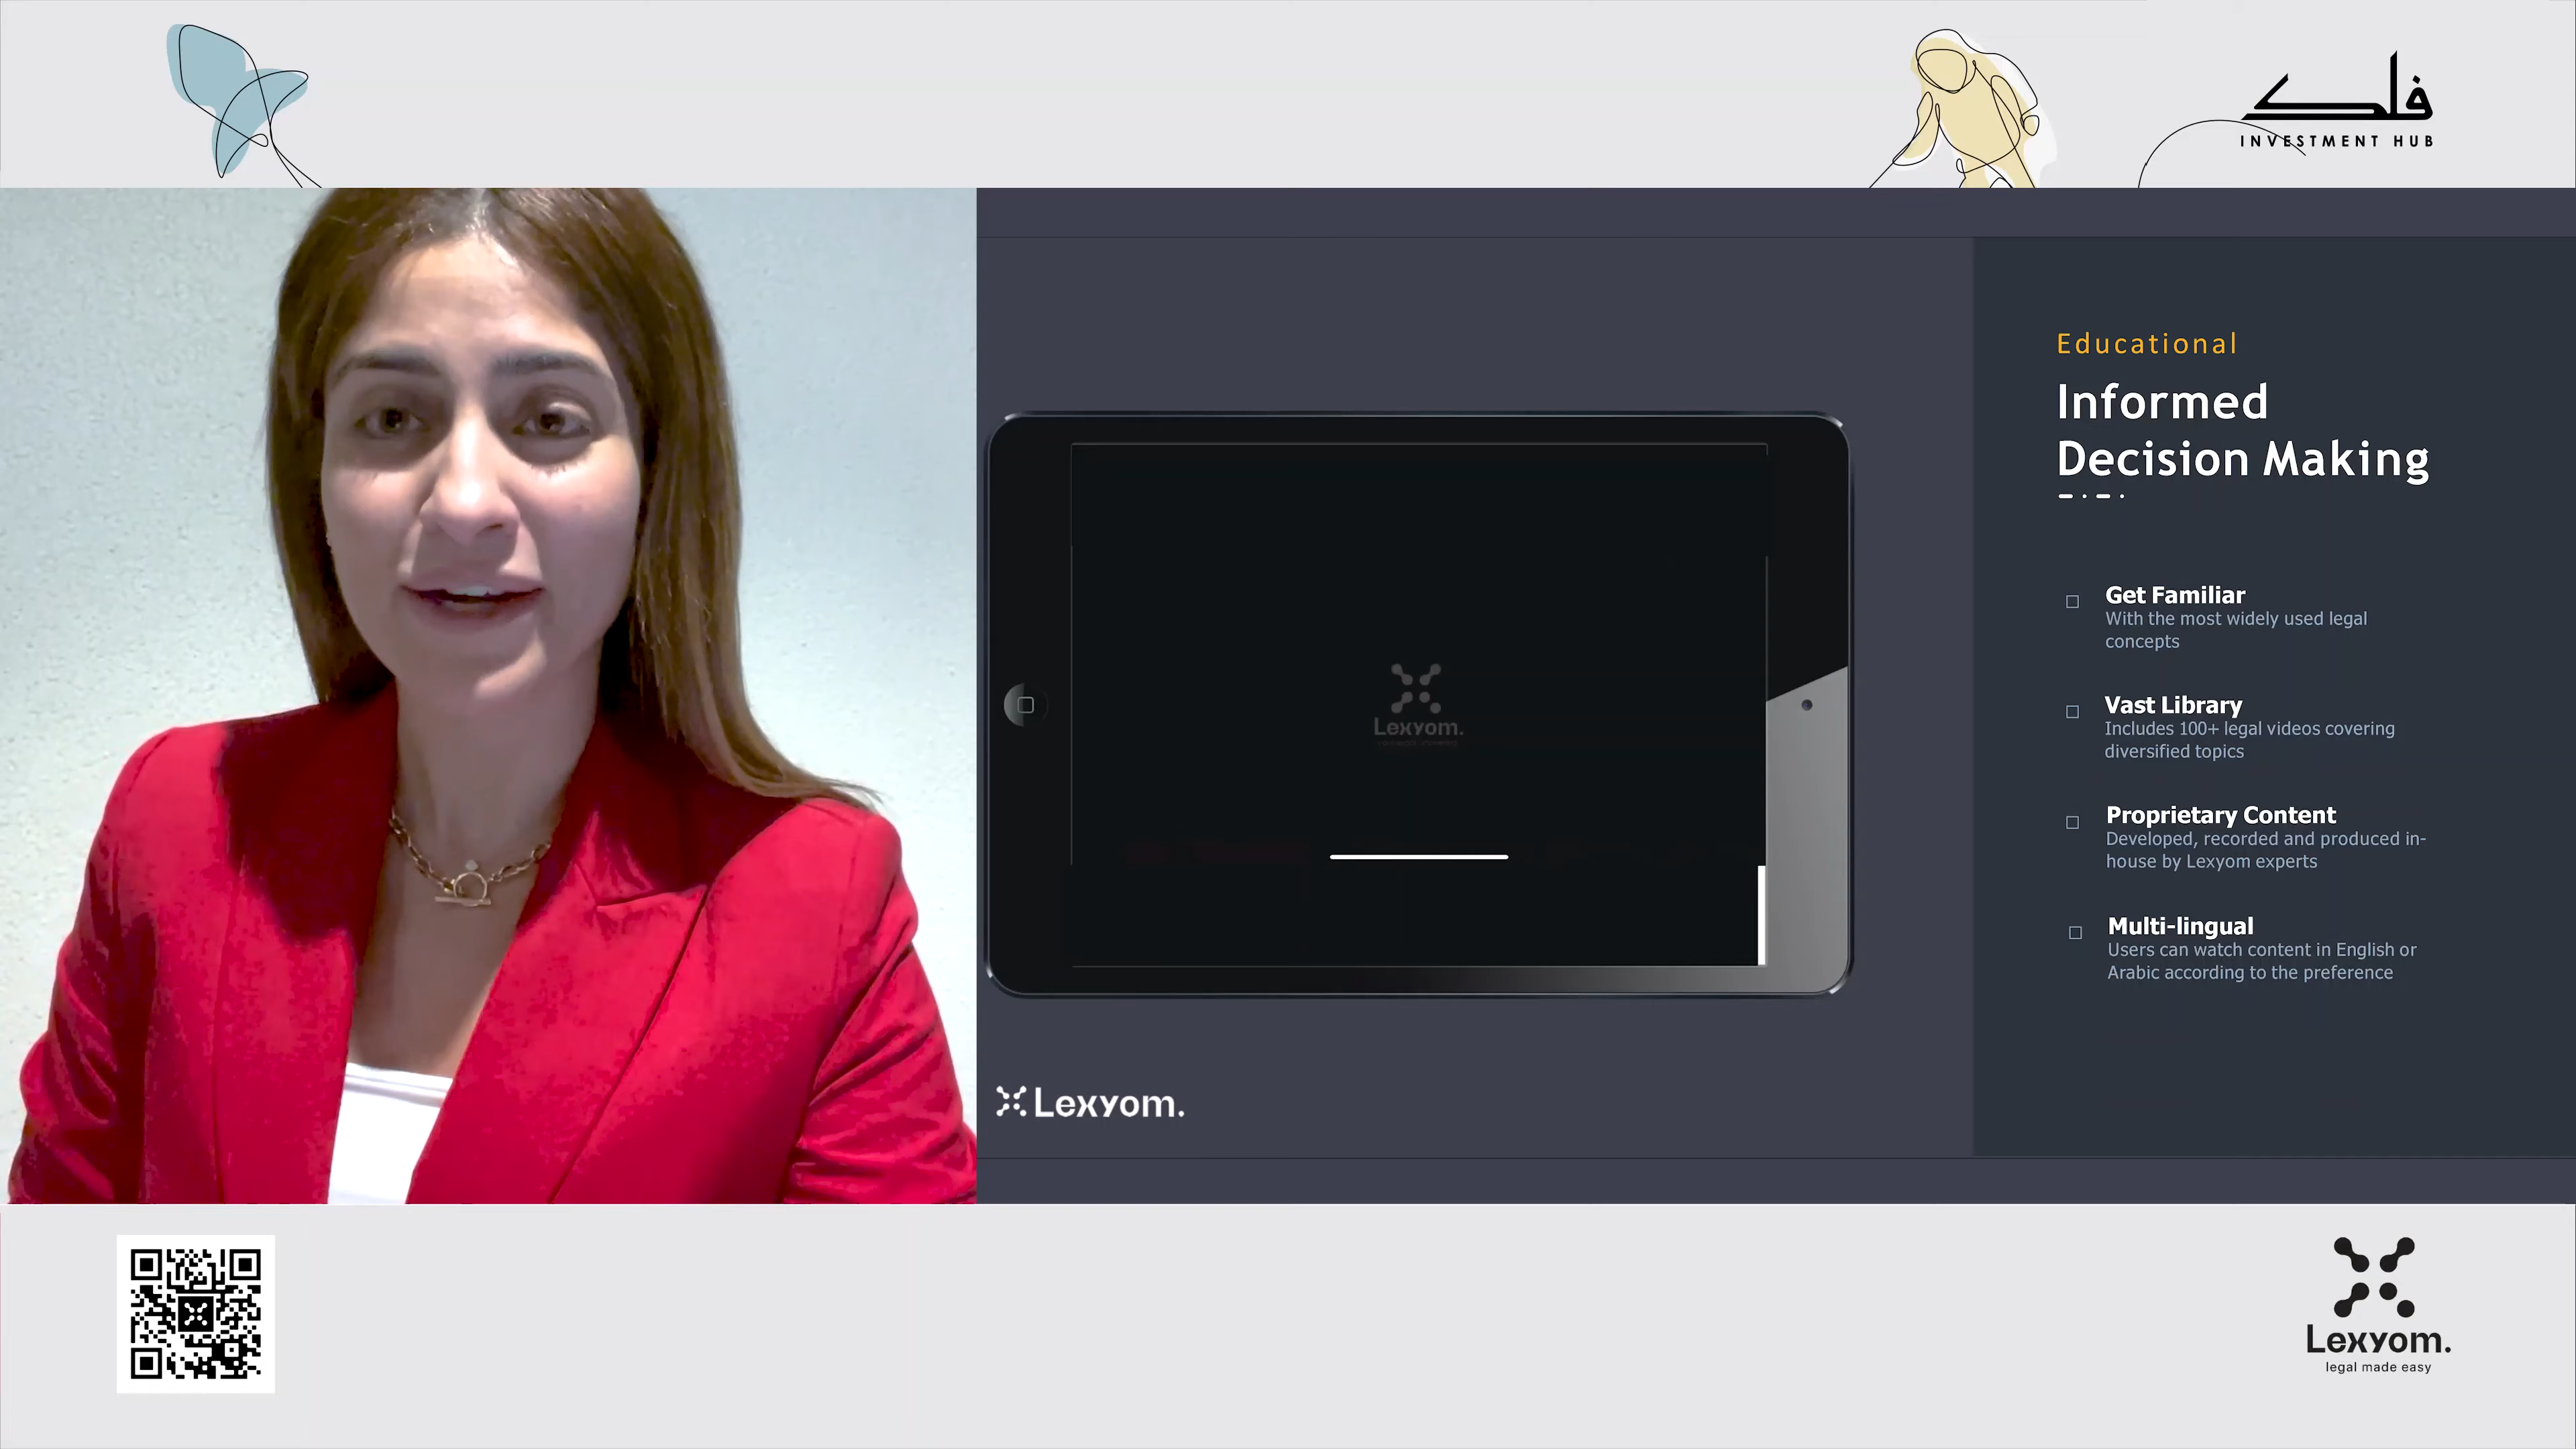 فلك
INVESTMENT HUB
Educational
Informed
Decision Making
Get Familiar
With the most widely used legal
concepts
Vast Library
Includes 100+ legal videos covering
diversified topics
Proprietary Content
Developed, recorded and produced in-
house by Lexyom experts
Multi-lingual
Users can watch content in English or
Arabic according to the preference
Lexyom.
Lexyom.
Lexyom.
legal made easy